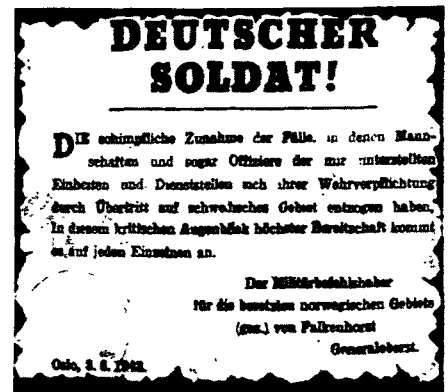 DEUTSCHER
SOLDAT!
DIE schimpfliche Zunahme der Fälle, in denen Mann-
schaften und sogar Offiziere der mir unterstellten
Einheiten und Dienststellen sich ihrer Wehrverpflichtung
durch Übertritt auf schwedisches Gebiet entzogen haben,
In diesem kritischen Augenblick höchster Bereitschaft kommt
es auf jeden Einzelnen an.
Der Militärbefehlshaber
für die besetzten norwegischen Gebiete
(gez.) von Falkenhorst
Generaloberst.
Oslo,